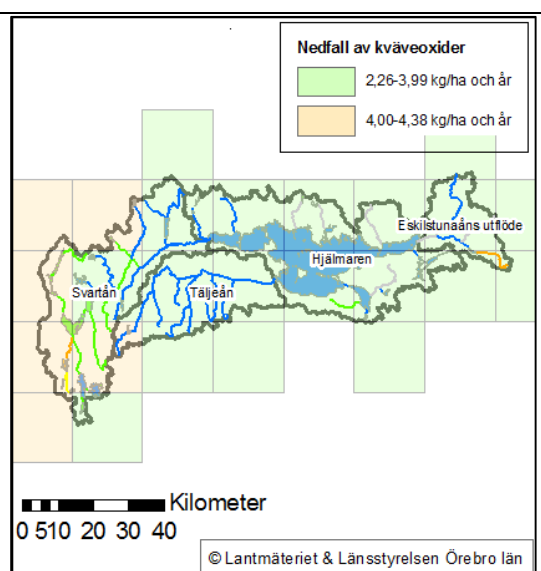 Nedfall av kväveoxider
2,26-3,99 kg/ha och år
4,00-4,38 kg/ha och år
Eskilstunaåns utflöde
Hjälmaren
Svartån
Täljeån
Kilometer
0 510 20 30 40
© Lantmäteriet & Länsstyrelsen Örebro län